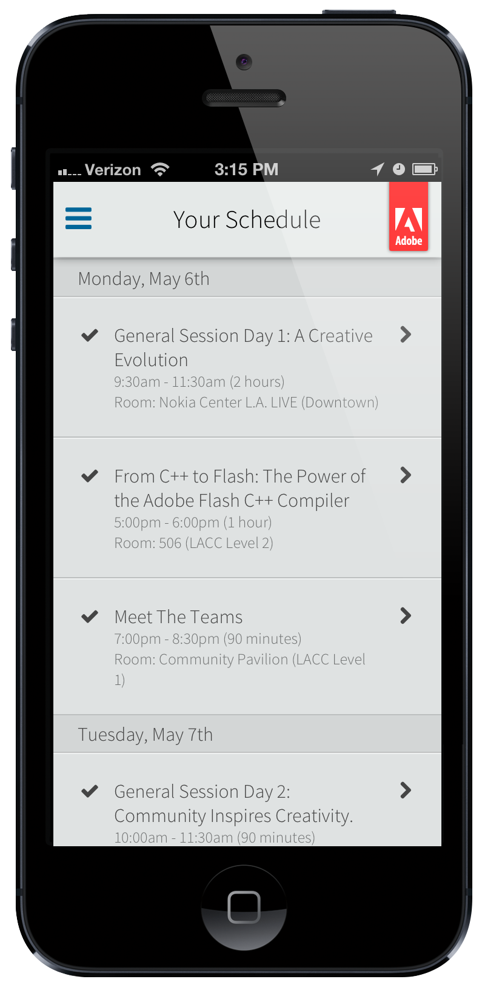 Verizon 3:15 PM
Your Schedule
Adobe
Monday, May 6th
General Session Day 1: A Creative
Evolution
9:30am - 11:30am (2 hours)
Room: Nokia Center L.A. LIVE (Downtown)
From C++ to Flash: The Power of
the Adobe Flash C++ Compiler
5:00pm - 6:00pm (1 hour)
Room: 506 (LACC Level 2)
Meet The Teams
7:00pm - 8:30pm (90 minutes)
Room: Community Pavilion (LACC Level
1)
Tuesday, May 7th
General Session Day 2:
Community Inspires Creativity.
10:00am - 11:30am (90 minutes)